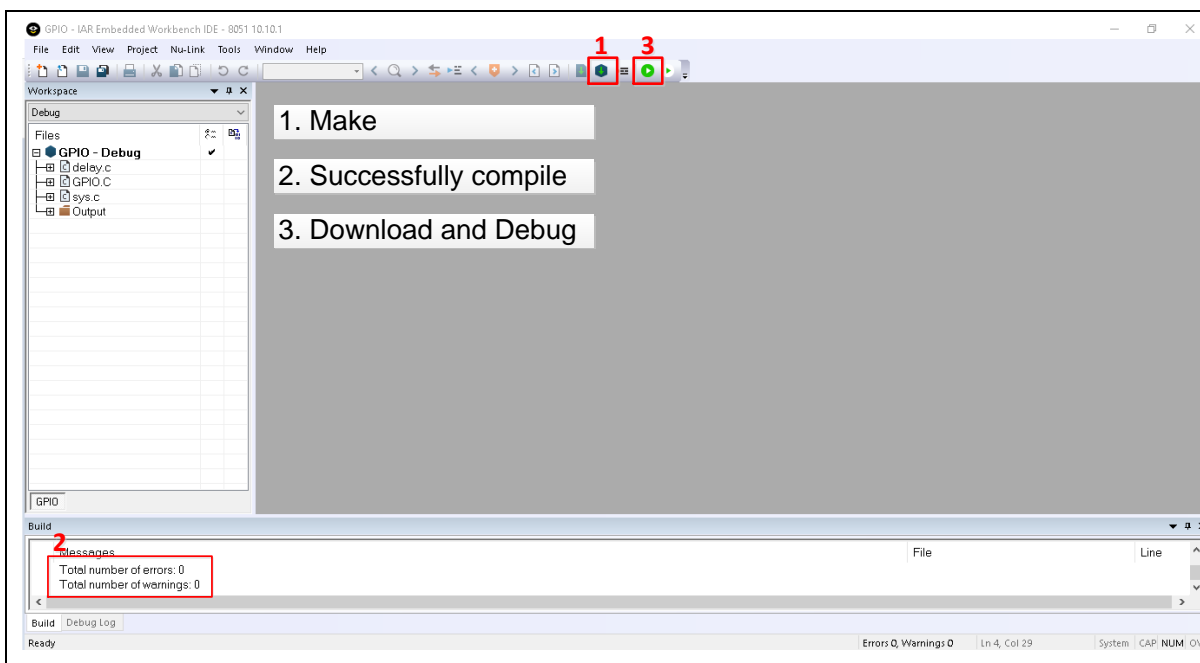 GPIO - IAR Embedded Workbench IDE - 8051 10.10.1
File Edit View Project Nu-Link Tools Window Help
1 3
Workspace
Debug
Files
GPIO - Debug
delay.c
GPIO.C
sys.c
Output
1. Make
2. Successfully compile
3. Download and Debug
GPIO
Build
2
Messages File Line
Total number of errors: 0
Total number of warnings: 0
Build Debug Log
Ready Errors 0, Warnings 0 Ln 4, Col 29 System CAP NUM OV